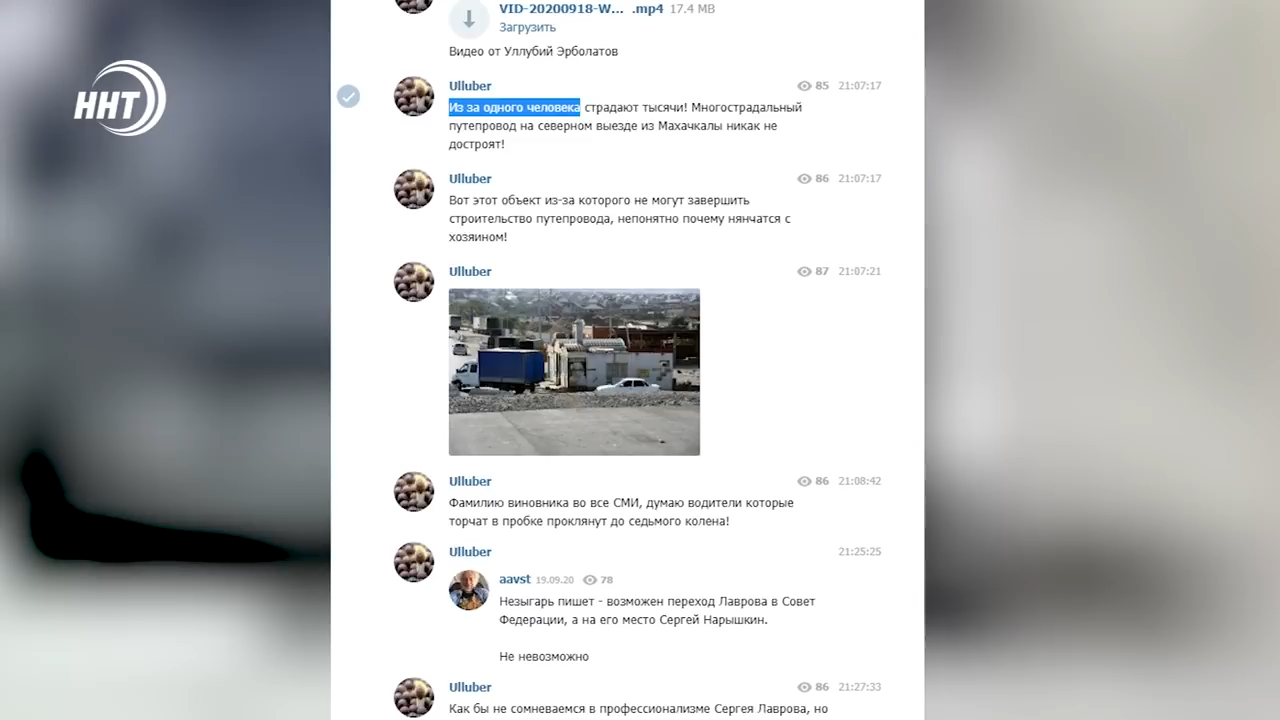 VID-20200918-W... .mp4 17.4 MB
Загрузить
Видео от Уллубий Эрболатов
ННТ
Ulluber 85 21:07:17
Из за одного человека страдают тысячи! Многострадальный
путепровод на северном выезде из Махачкалы никак не
достроят!
Ulluber 86 21:07:17
Вот этот объект из-за которого не могут завершить
строительство путепровода, непонятно почему нянчатся с
хозяином!
Ulluber 87 21:07:21
Ulluber 86 21:08:42
Фамилию виновника во все СМИ, думаю водители которые
торчат в пробке проклянут до седьмого колена!
Ulluber 21:25:25
aavst 19.09.20 78
Незыгарь пишет - возможен переход Лаврова в Совет
Федерации, а на его место Сергей Нарышкин.
Не невозможно
Ulluber 86 21:27:33
Как бы не сомневаемся в профессионализме Сергея Лаврова, но